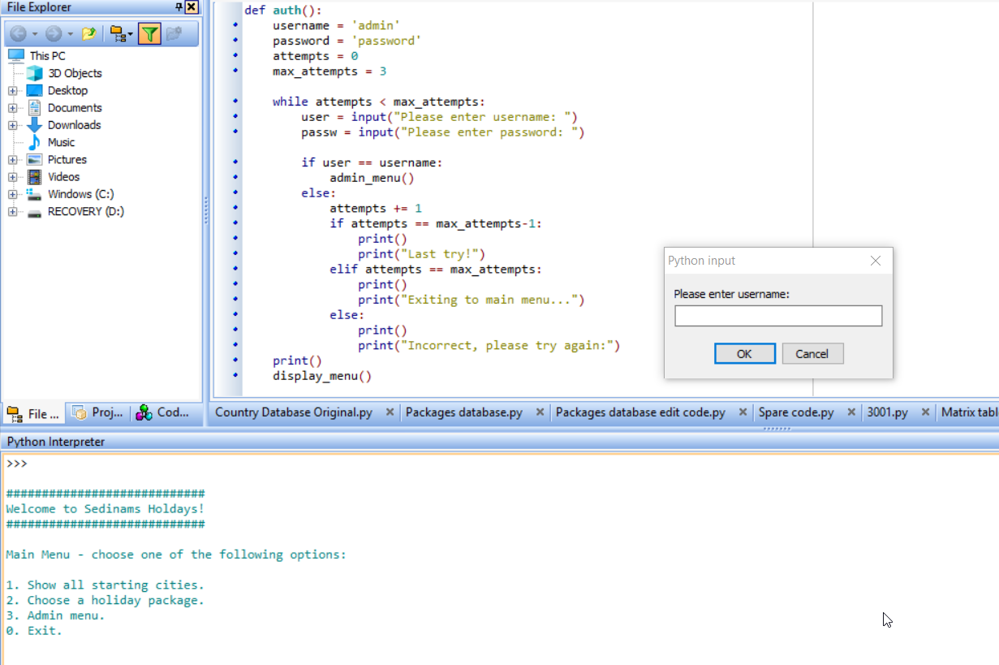 File Explorer
This PC
3D Objects
Desktop
Documents
Downloads
Music
Pictures
Videos
Windows (C:)
RECOVERY (D:)
File ...
Proj...
Cod...
def auth():
    username = 'admin'
    password = 'password'
    attempts = 0
    max_attempts = 3
    while attempts < max_attempts:
        user = input("Please enter username: ")
        passw = input("Please enter password: ")
        if user == username:
            admin_menu()
        else:
            attempts += 1
            if attempts == max_attempts-1:
                print()
                print("Last try!")
            elif attempts == max_attempts:
                print()
                print("Exiting to main menu...")
            else:
                print()
                print("Incorrect, please try again:")
    print()
    display_menu()
Python input
Please enter username:
OK Cancel
Country Database Original.py Packages database.py Packages database edit code.py Spare code.py 3001.py Matrix tabl
Python Interpreter
>>>
############################
Welcome to Sedinams Holdays!
############################
Main Menu - choose one of the following options:
1. Show all starting cities.
2. Choose a holiday package.
3. Admin menu.
0. Exit.